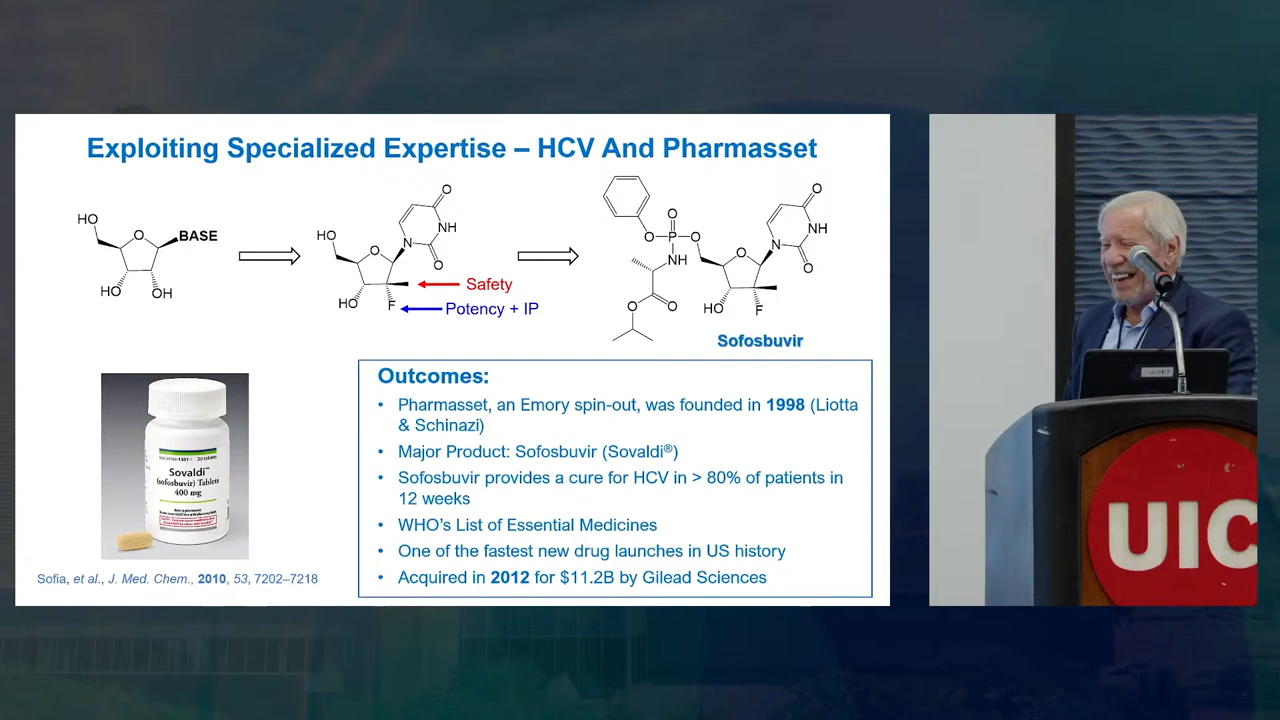 Exploiting Specialized Expertise – HCV And Pharmasset
HO
O
BASE
HO
OH
HO
O
N
O
NH
O
HO
F
Safety
Potency + IP
O
O
P
O
NH
O
O
O
N
O
NH
O
HO
F
Sofosbuvir
Sovaldi™
(sofosbuvir) Tablets
400 mg
Outcomes:
• Pharmasset, an Emory spin-out, was founded in 1998 (Liotta
& Schinazi)
• Major Product: Sofosbuvir (Sovaldi®)
• Sofosbuvir provides a cure for HCV in > 80% of patients in
12 weeks
• WHO's List of Essential Medicines
• One of the fastest new drug launches in US history
• Acquired in 2012 for $11.2B by Gilead Sciences
Sofia, et al., J. Med. Chem., 2010, 53, 7202–7218
UIC